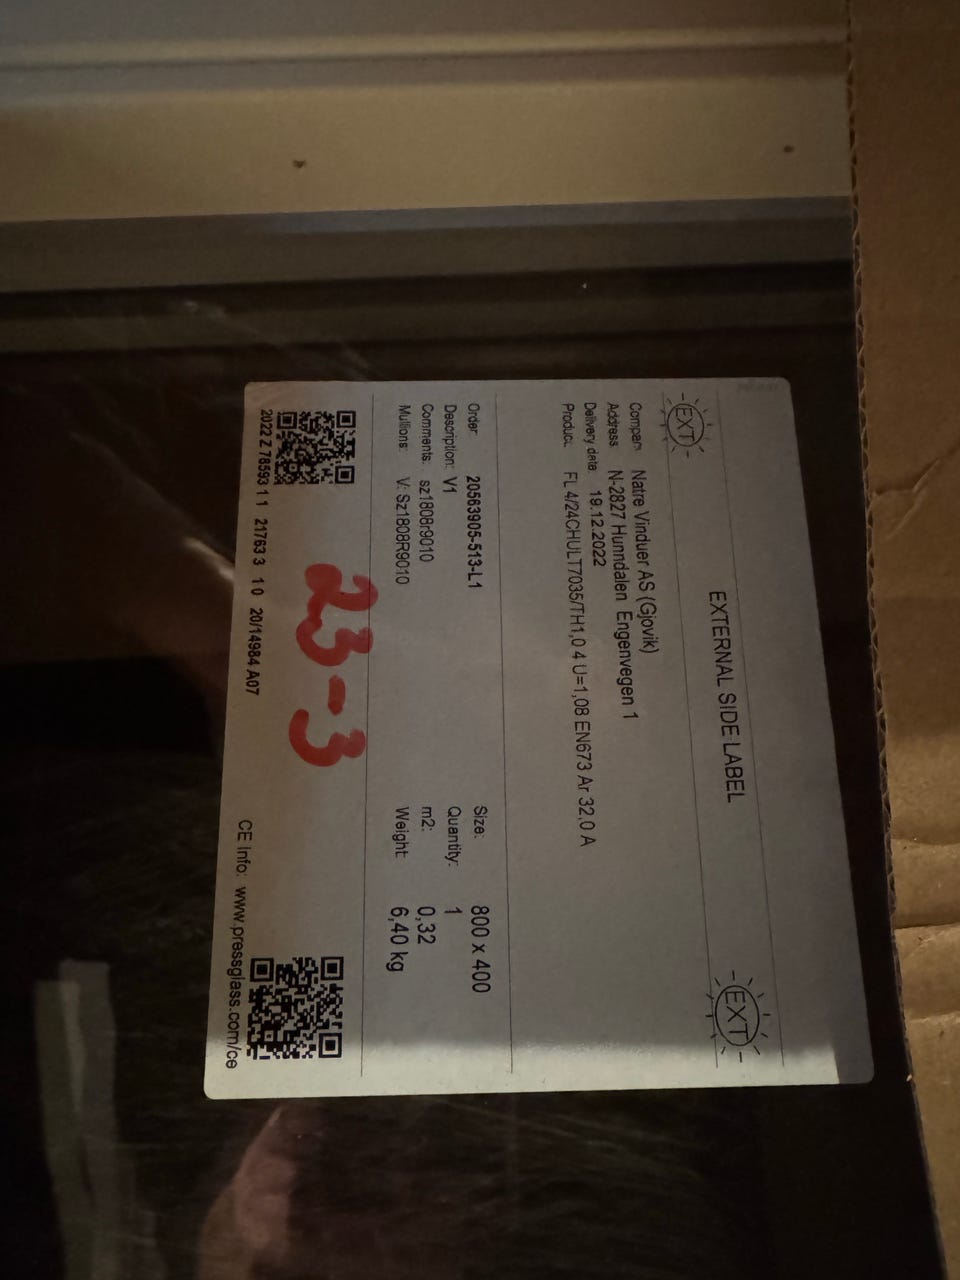 EXTERNAL SIDE LABEL
EXT EXT
Company: Natre Vinduer AS (Gjovik)
Address: N-2827 Hunndalen Engenvegen 1
Delivery date: 19.12.2022
Product: FL 4/24CHULT7035/TH1,0 4 U=1,08 EN673 Ar 32,0 A
Order: 20563905-513-L1 Size: 800 x 400
Description: V1 Quantity: 1
Comments: sz1808r9010 m2: 0,32
Mullions: V: Sz1808R9010 Weight: 6,40 kg
23-3
2022 Z 78593 1 1 21763 3 1 0 20/14984 A07 CE info: www.pressglass.com/ce